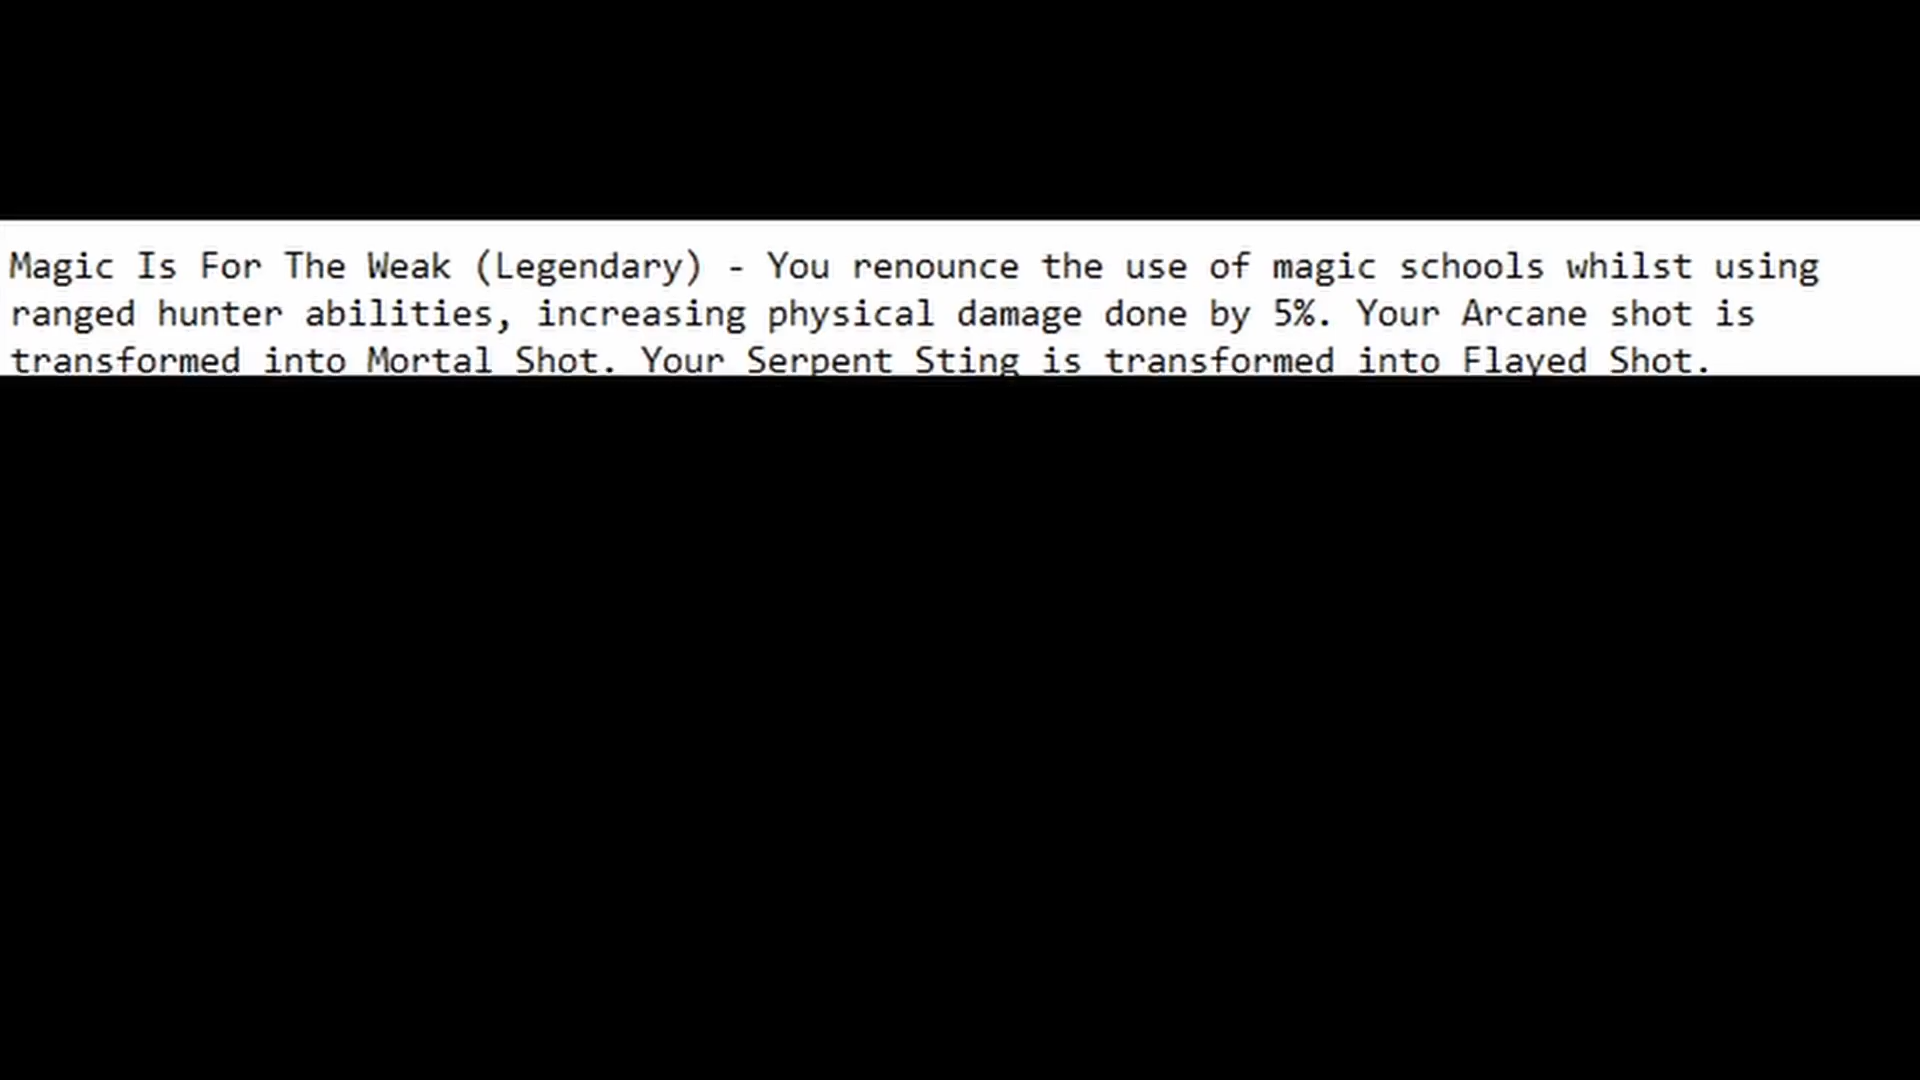 Magic Is For The Weak (Legendary) - You renounce the use of magic schools whilst using
ranged hunter abilities, increasing physical damage done by 5%. Your Arcane shot is
transformed into Mortal Shot. Your Serpent Sting is transformed into Flayed Shot.